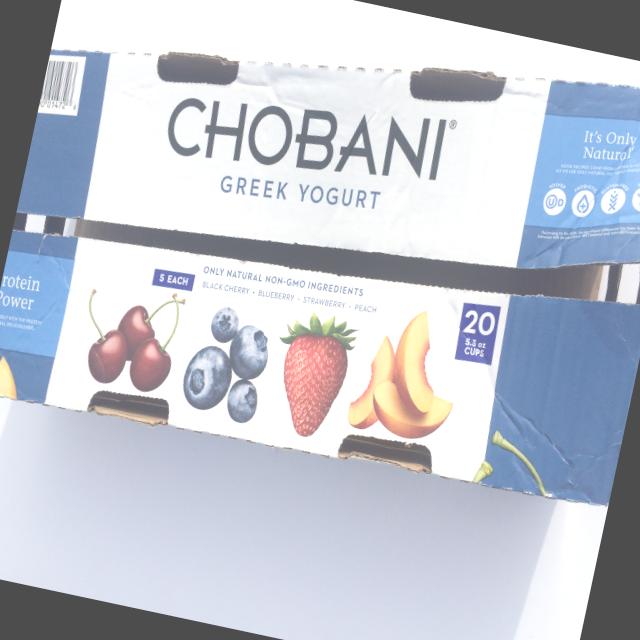 CHOBANI®
GREEK YOGURT
It's Only
Natural
rotein
Power
5 EACH
ONLY NATURAL NON-GMO INGREDIENTS
BLACK CHERRY • BLUEBERRY • STRAWBERRY • PEACH
20
5.3 oz
CUPS